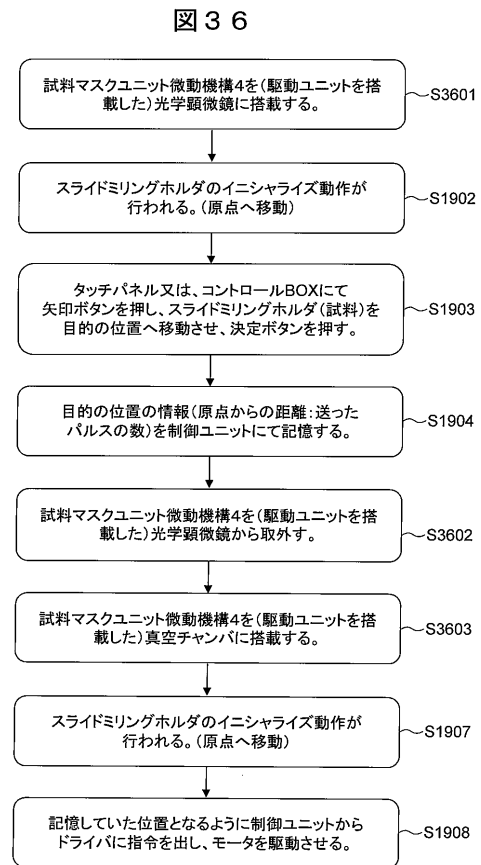 図３６
試料マスクユニット微動機構4を(駆動ユニットを搭
載した)光学顕微鏡に搭載する。
S3601
スライドミリングホルダのイニシャライズ動作が
行われる。(原点へ移動)
S1902
タッチパネル又は、コントロールBOXにて
矢印ボタンを押し、スライドミリングホルダ(試料)を
目的の位置へ移動させ、決定ボタンを押す。
S1903
目的の位置の情報(原点からの距離:送った
パルスの数)を制御ユニットにて記憶する。
S1904
試料マスクユニット微動機構4を(駆動ユニットを搭
載した)光学顕微鏡から取外す。
S3602
試料マスクユニット微動機構4を(駆動ユニットを搭
載した)真空チャンバに搭載する。
S3603
スライドミリングホルダのイニシャライズ動作が
行われる。(原点へ移動)
S1907
記憶していた位置となるように制御ユニットから
ドライバに指令を出し、モータを駆動させる。
S1908